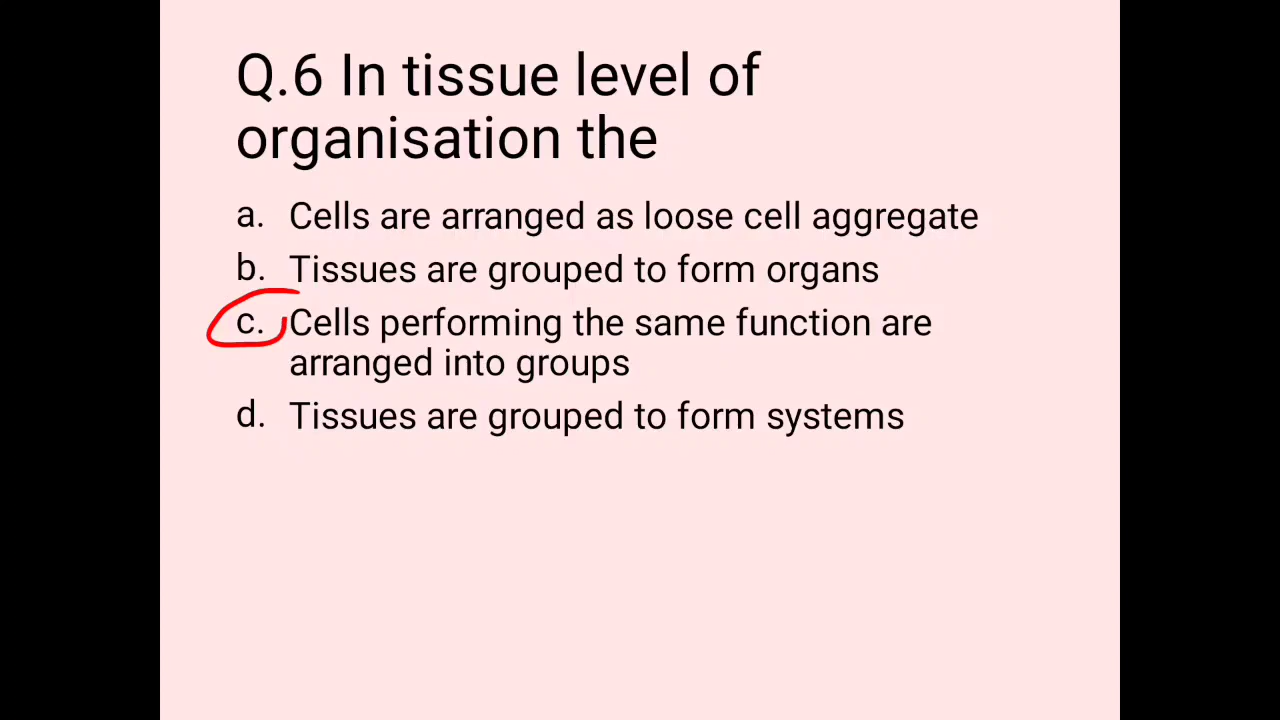 Q.6 In tissue level of
organisation the
a. Cells are arranged as loose cell aggregate
b. Tissues are grouped to form organs
c. Cells performing the same function are
arranged into groups
d. Tissues are grouped to form systems